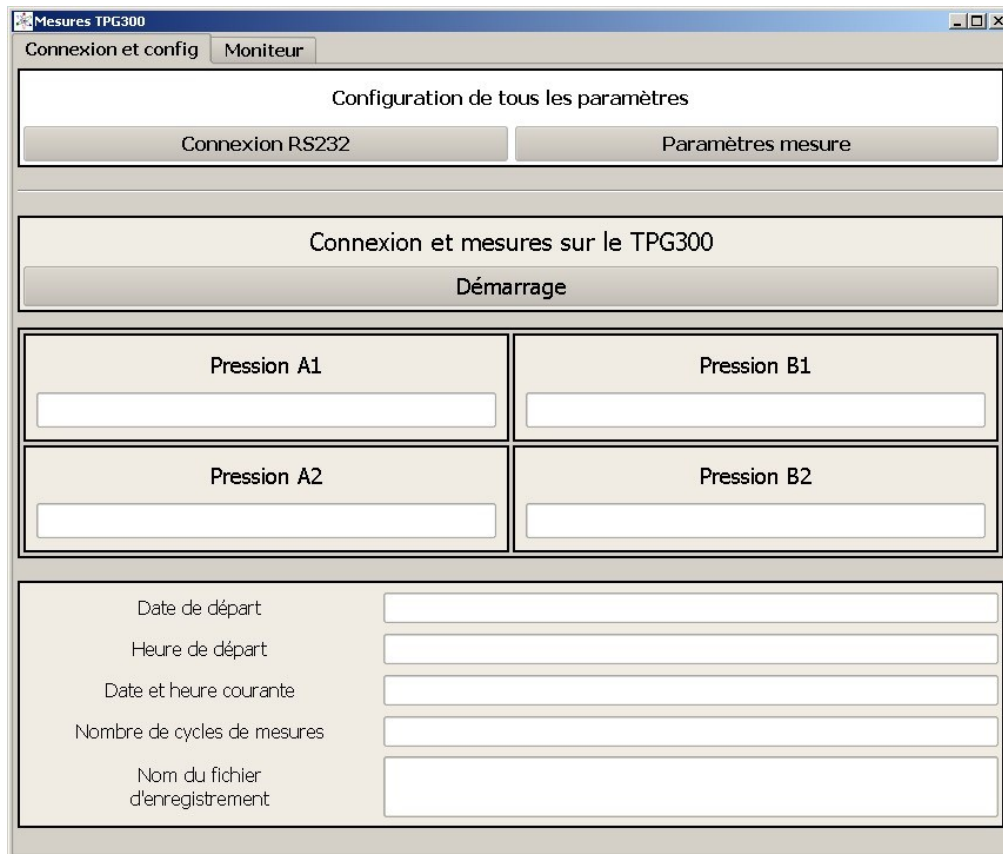 Mesures TPG300
Connexion et config
Moniteur
Configuration de tous les paramètres
Connexion RS232
Paramètres mesure
Connexion et mesures sur le TPG300
Démarrage
Pression A1
Pression B1
Pression A2
Pression B2
Date de départ
Heure de départ
Date et heure courante
Nombre de cycles de mesures
Nom du fichier
d'enregistrement